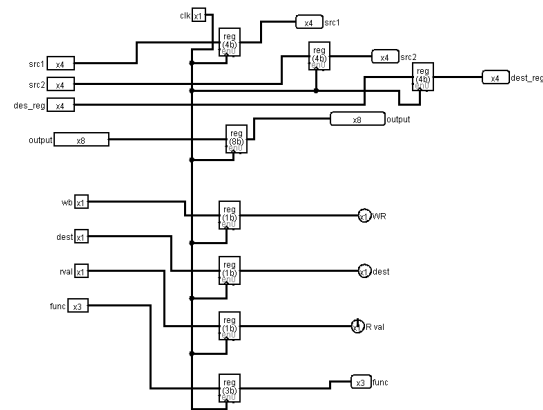 clk x1
reg
(4b)
x4 src1
src1 x4
reg
(4b)
x4 src2
src2 x4
reg
(4b)
x4 dest_reg
des_reg x4
output x8
reg
(8b)
x8 output
wb x1
reg
(1b)
x1 WR
dest x1
reg
(1b)
x1 dest
rval x1
reg
(1b)
R val
func x3
reg
(3b)
x3 func